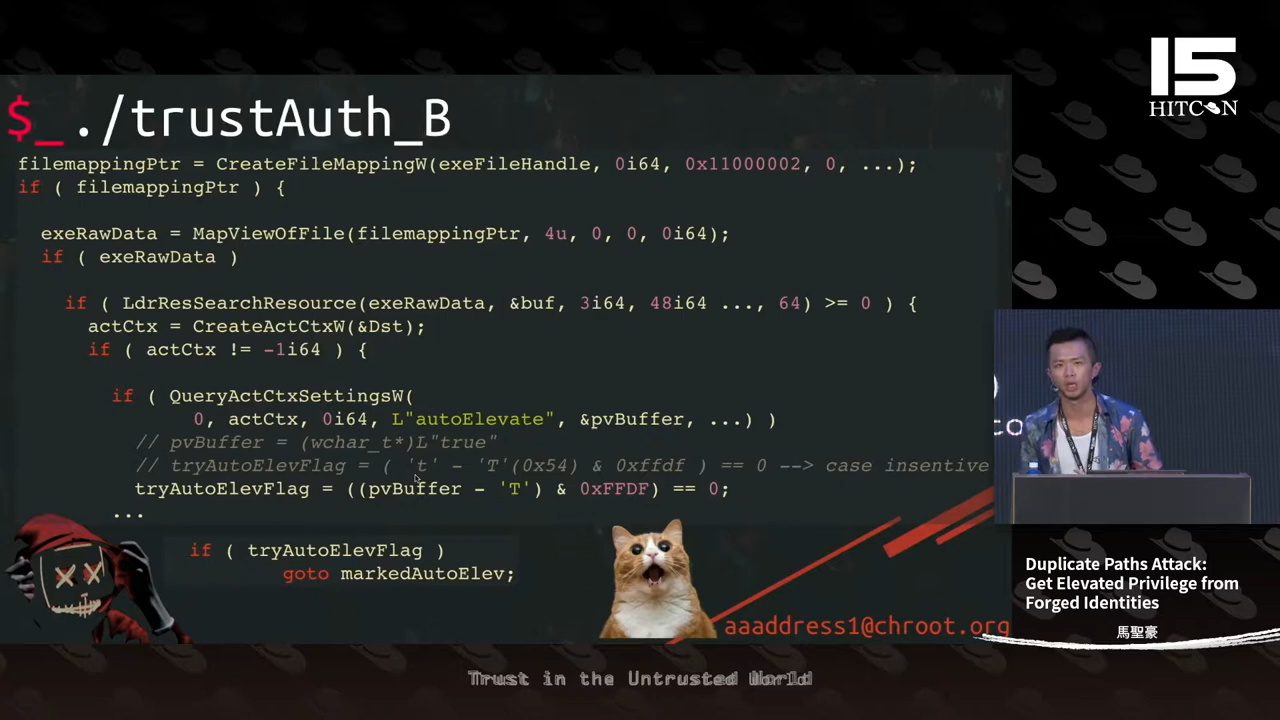 $_ ./trustAuth_B
filemappingPtr = CreateFileMappingW(exeFileHandle, 0i64, 0x11000002, 0, ...);
if ( filemappingPtr ) {
exeRawData = MapViewOfFile(filemappingPtr, 4u, 0, 0, 0i64);
if ( exeRawData )
if ( LdrResSearchResource(exeRawData, &buf, 3i64, 48i64 ..., 64) >= 0 ) {
actCtx = CreateActCtxW(&Dst);
if ( actCtx != -1i64 ) {
if ( QueryActCtxSettingsW(
0, actCtx, 0i64, L"autoElevate", &pvBuffer, ...) )
// pvBuffer = (wchar_t*)L"true"
// tryAutoElevFlag = ( 't' - 'T'(0x54) & 0xffdf ) == 0 --> case insentive
tryAutoElevFlag = ((pvBuffer - 'T') & 0xFFDF) == 0;
...
if ( tryAutoElevFlag )
goto markedAutoElev;
aaaddress1@chroot.org
15
HITCON
to
Duplicate Paths Attack:
Get Elevated Privilege from
Forged Identities
馬聖豪
Trust in the Untrusted World